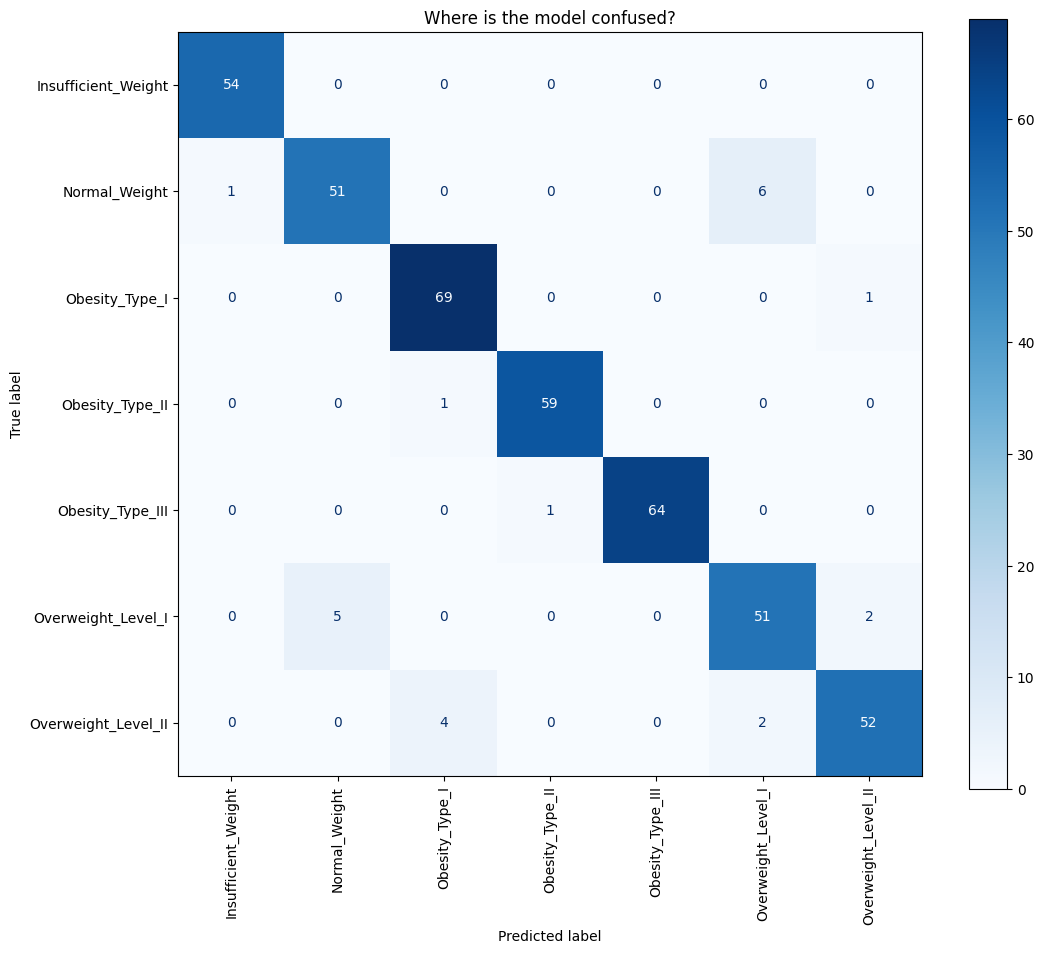 Where is the model confused?
Insufficient_Weight 54 0 0 0 0 0 0
Normal_Weight 1 51 0 0 0 6 0
Obesity_Type_I 0 0 69 0 0 0 1
Obesity_Type_II 0 0 1 59 0 0 0
Obesity_Type_III 0 0 0 1 64 0 0
Overweight_Level_I 0 5 0 0 0 51 2
Overweight_Level_II 0 0 4 0 0 2 52
True label
Insufficient_Weight
Normal_Weight
Obesity_Type_I
Obesity_Type_II
Obesity_Type_III
Overweight_Level_I
Overweight_Level_II
Predicted label
60
50
40
30
20
10
0